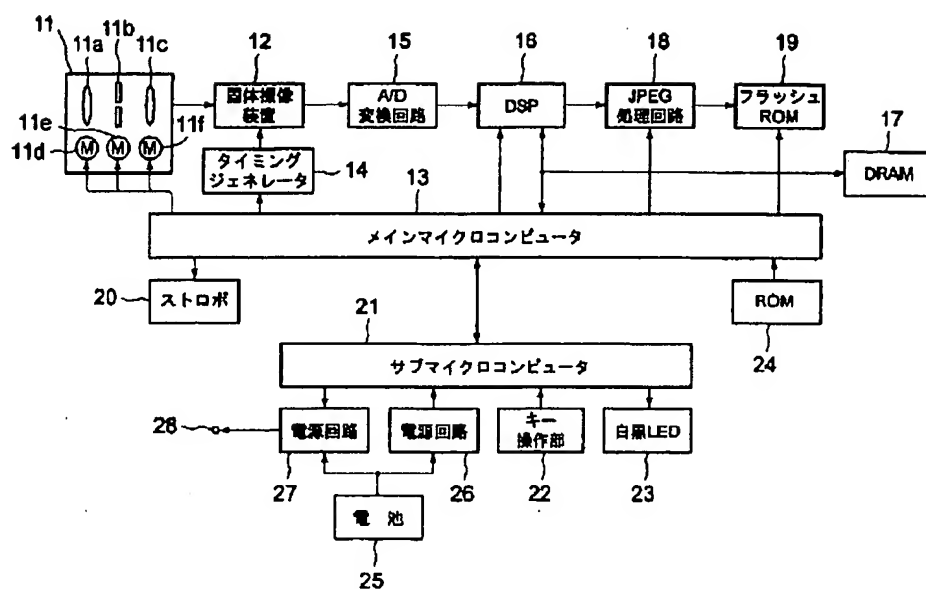 11
11a
11b
11c
11e
11f
11d
M
M
M
12
固体撮像
装置
15
A/D
変換回路
16
DSP
18
JPEG
処理回路
19
フラッシュ
ROM
17
DRAM
タイミング
ジェネレータ
14
13
メインマイクロコンピュータ
20
ストロボ
ROM
24
21
サブマイクロコンピュータ
28
電源回路
27
電源回路
26
キー
操作部
22
白黒LED
23
電 池
25